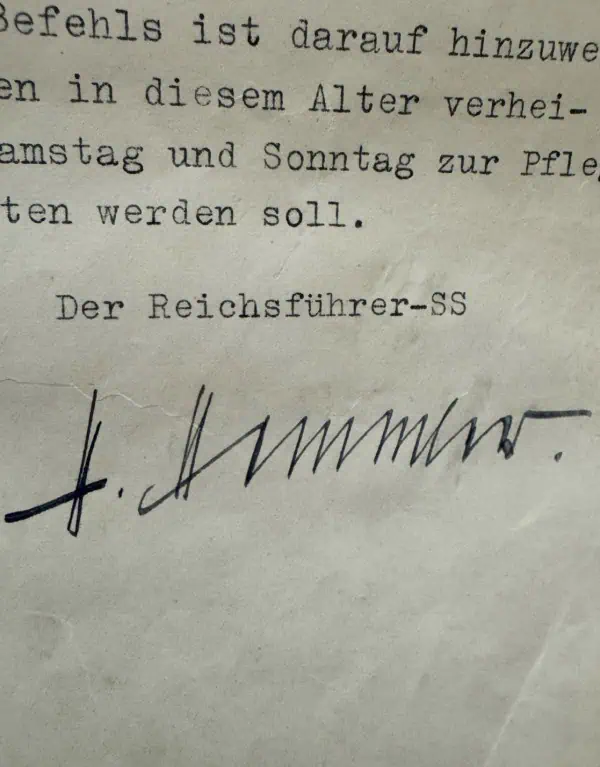 Befehls ist darauf hinzuwe
en in diesem Alter verhei-
amstag und Sonntag zur Pfle
ten werden soll.
Der Reichsführer-SS
H. Himmler.